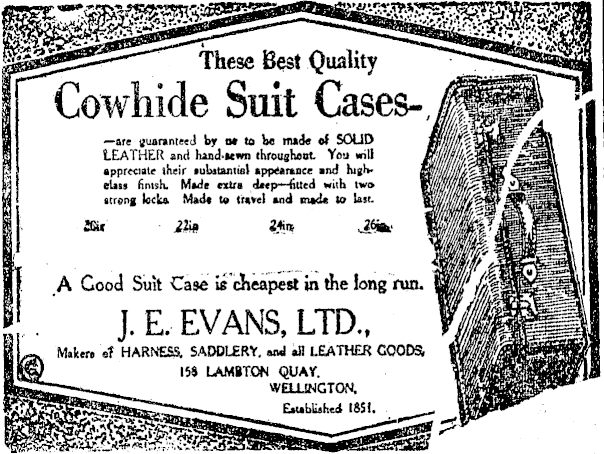 These Best Quality
Cowhide Suit Cases-
—are guaranteed by us to be made of SOLID
LEATHER and hand-sewn throughout. You will
appreciate their substantial appearance and high-
class finish. Made extra deep—fitted with two
strong locks. Made to travel and made to last.
20in 22in 24in 26in
A Good Suit Case is cheapest in the long run.
J. E. EVANS, LTD.,
Makers of HARNESS, SADDLERY, and all LEATHER GOODS,
158 LAMBTON QUAY,
WELLINGTON,
Established 1851.